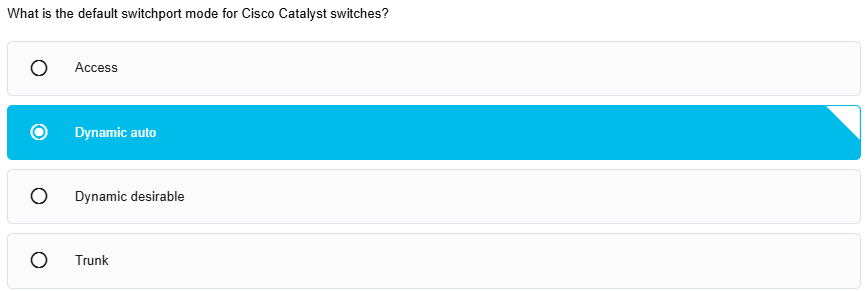 What is the default switchport mode for Cisco Catalyst switches?
Access
Dynamic auto
Dynamic desirable
Trunk